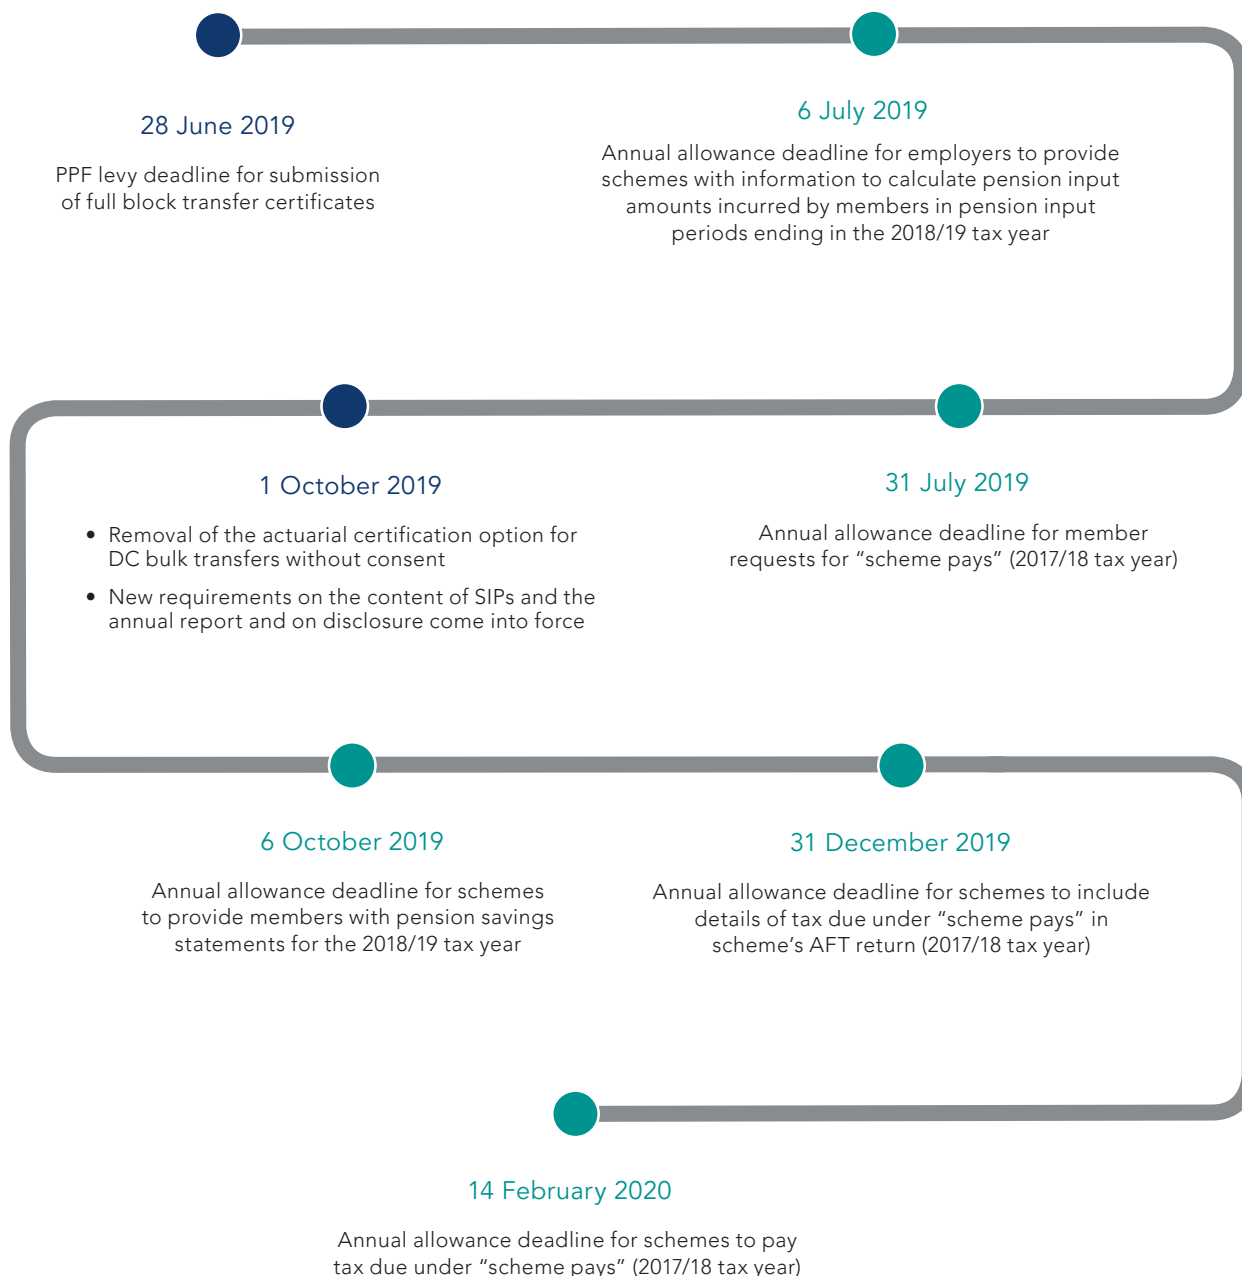 28 June 2019
PPF levy deadline for submission
of full block transfer certificates
6 July 2019
Annual allowance deadline for employers to provide
schemes with information to calculate pension input
amounts incurred by members in pension input
periods ending in the 2018/19 tax year
31 July 2019
Annual allowance deadline for member
requests for “scheme pays” (2017/18 tax year)
1 October 2019
• Removal of the actuarial certification option for
DC bulk transfers without consent
• New requirements on the content of SIPs and the
annual report and on disclosure come into force
6 October 2019
Annual allowance deadline for schemes
to provide members with pension savings
statements for the 2018/19 tax year
31 December 2019
Annual allowance deadline for schemes to include
details of tax due under “scheme pays” in
scheme’s AFT return (2017/18 tax year)
14 February 2020
Annual allowance deadline for schemes to pay
tax due under “scheme pays” (2017/18 tax year)